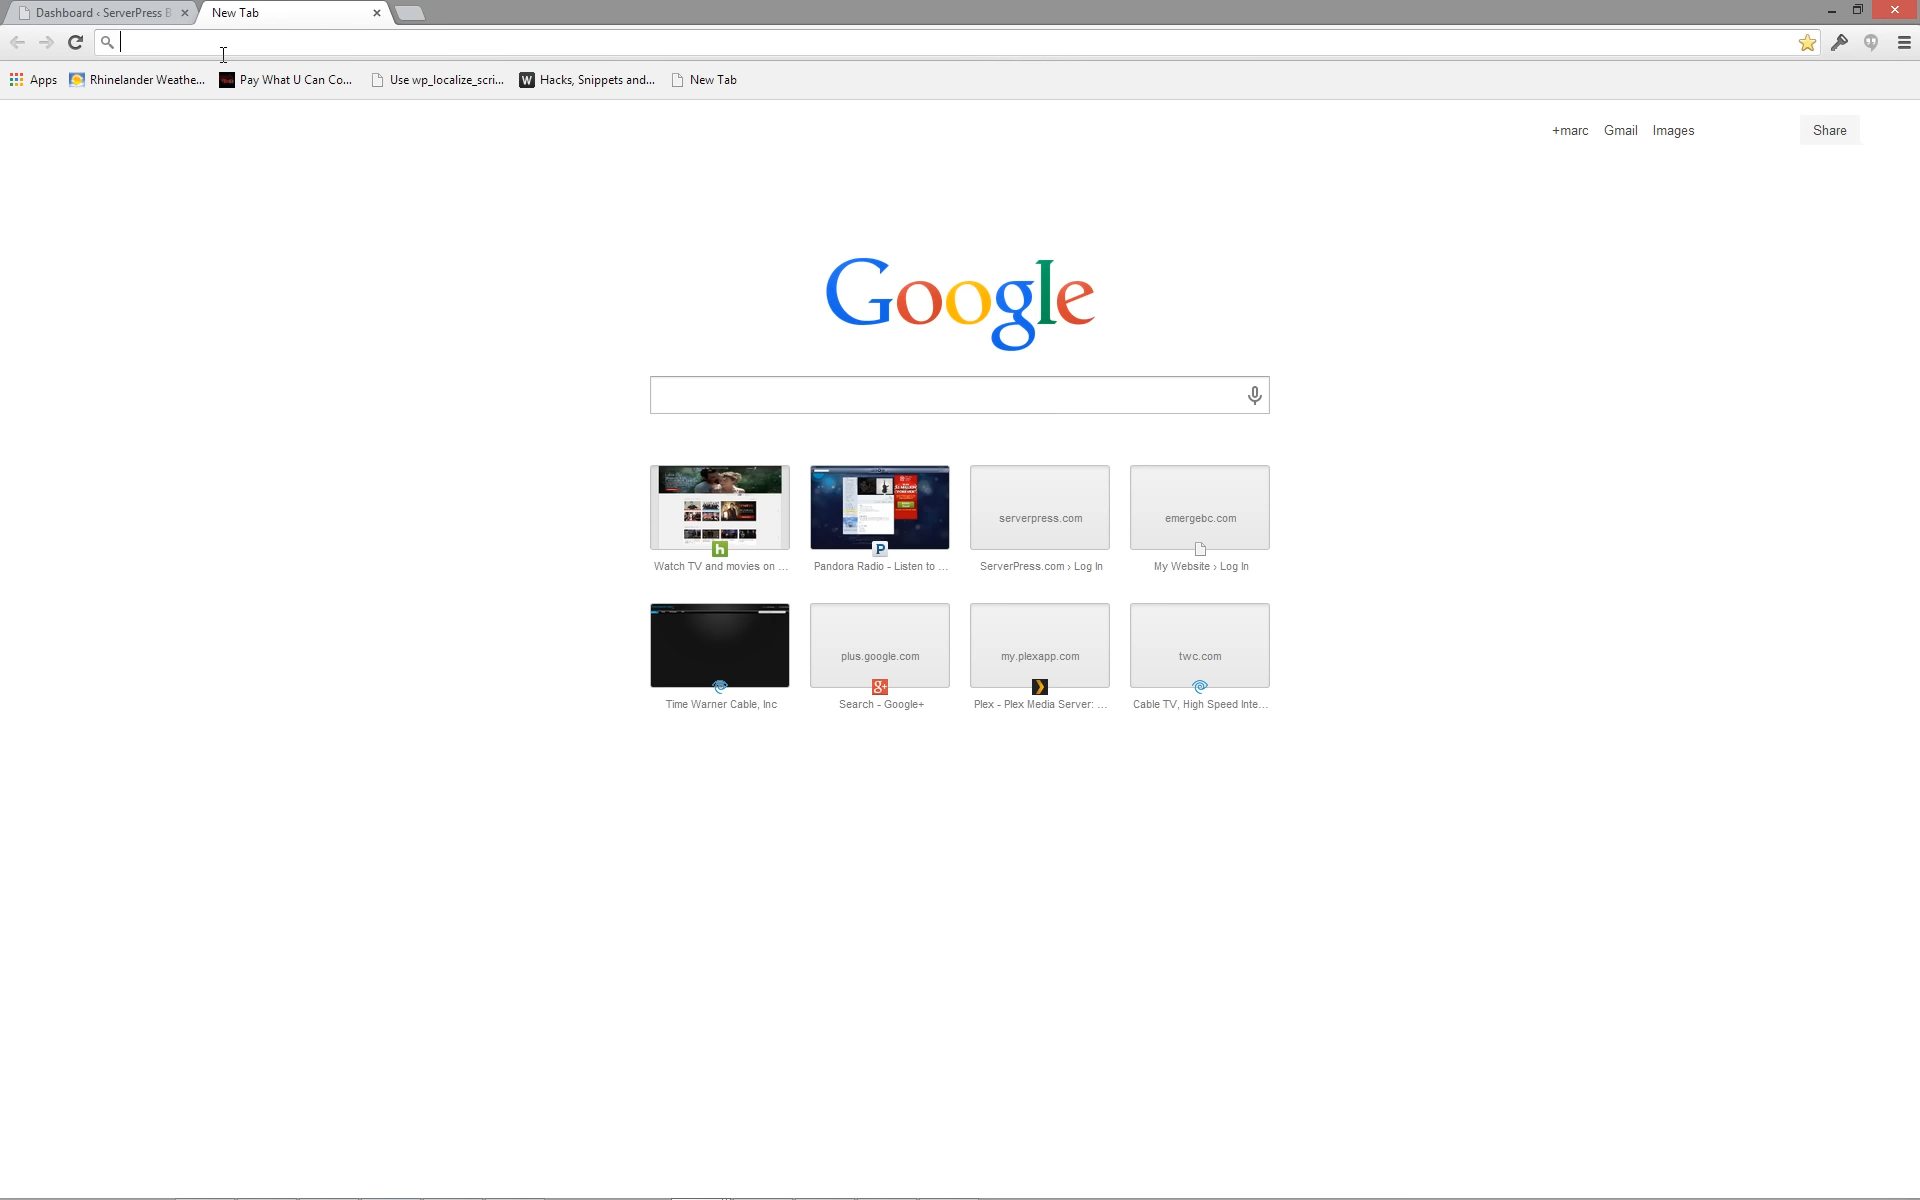 Dashboard ‹ ServerPress B
New Tab
Apps
Rhinelander Weathe...
Pay What U Can Co...
Use wp_localize_scri...
W Hacks, Snippets and...
New Tab
+marc
Gmail
Images
Share
Google
serverpress.com
emergebc.com
h
P
Watch TV and movies on ...
Pandora Radio - Listen to ...
ServerPress.com › Log In
My Website › Log In
plus.google.com
my.plexapp.com
twc.com
g+
Time Warner Cable, Inc
Search - Google+
Plex - Plex Media Server: ...
Cable TV, High Speed Inte...